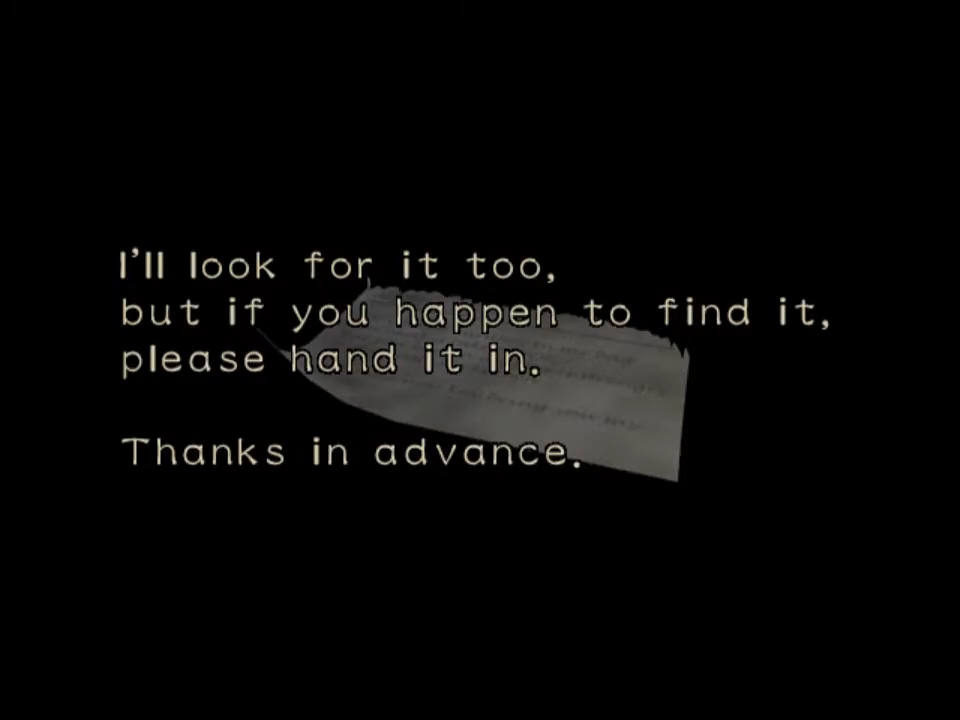 I'll look for it too,
but if you happen to find it,
please hand it in.
Thanks in advance.